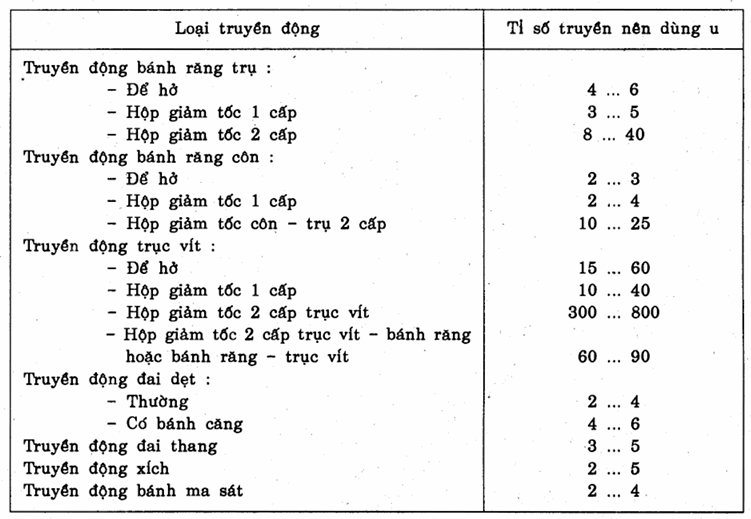 Loại truyền động Tỉ số truyền nên dùng u
Truyền động bánh răng trụ :
- Để hở 4 ... 6
- Hộp giảm tốc 1 cấp 3 ... 5
- Hộp giảm tốc 2 cấp 8 ... 40
Truyền động bánh răng côn :
- Để hở 2 ... 3
- Hộp giảm tốc 1 cấp 2 ... 4
- Hộp giảm tốc côn - trụ 2 cấp 10 ... 25
Truyền động trục vít :
- Để hở 15 ... 60
- Hộp giảm tốc 1 cấp 10 ... 40
- Hộp giảm tốc 2 cấp trục vít 300 ... 800
- Hộp giảm tốc 2 cấp trục vít - bánh răng
hoặc bánh răng - trục vít 60 ... 90
Truyền động đai dẹt :
- Thường 2 ... 4
- Có bánh căng 4 ... 6
Truyền động đai thang 3 ... 5
Truyền động xích 2 ... 5
Truyền động bánh ma sát 2 ... 4